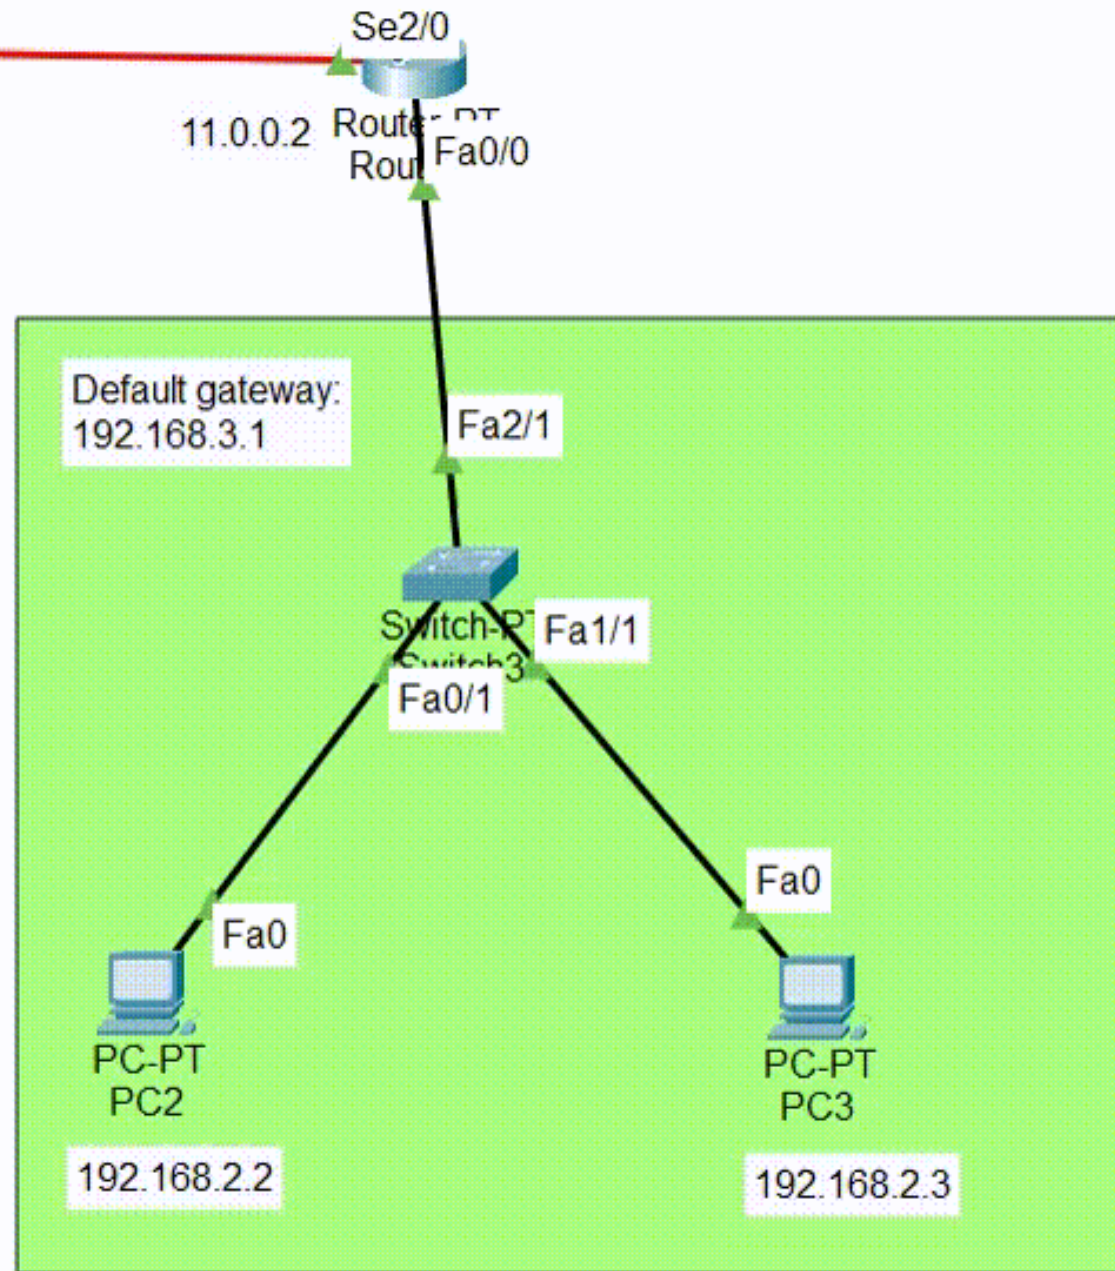 Se2/0
11.0.0.2
Fa0/0
Default gateway:
192.168.3.1
Fa2/1
Fa1/1
Switch3
Fa0/1
Fa0
Fa0
PC-PT
PC2
PC-PT
PC3
192.168.2.2
192.168.2.3